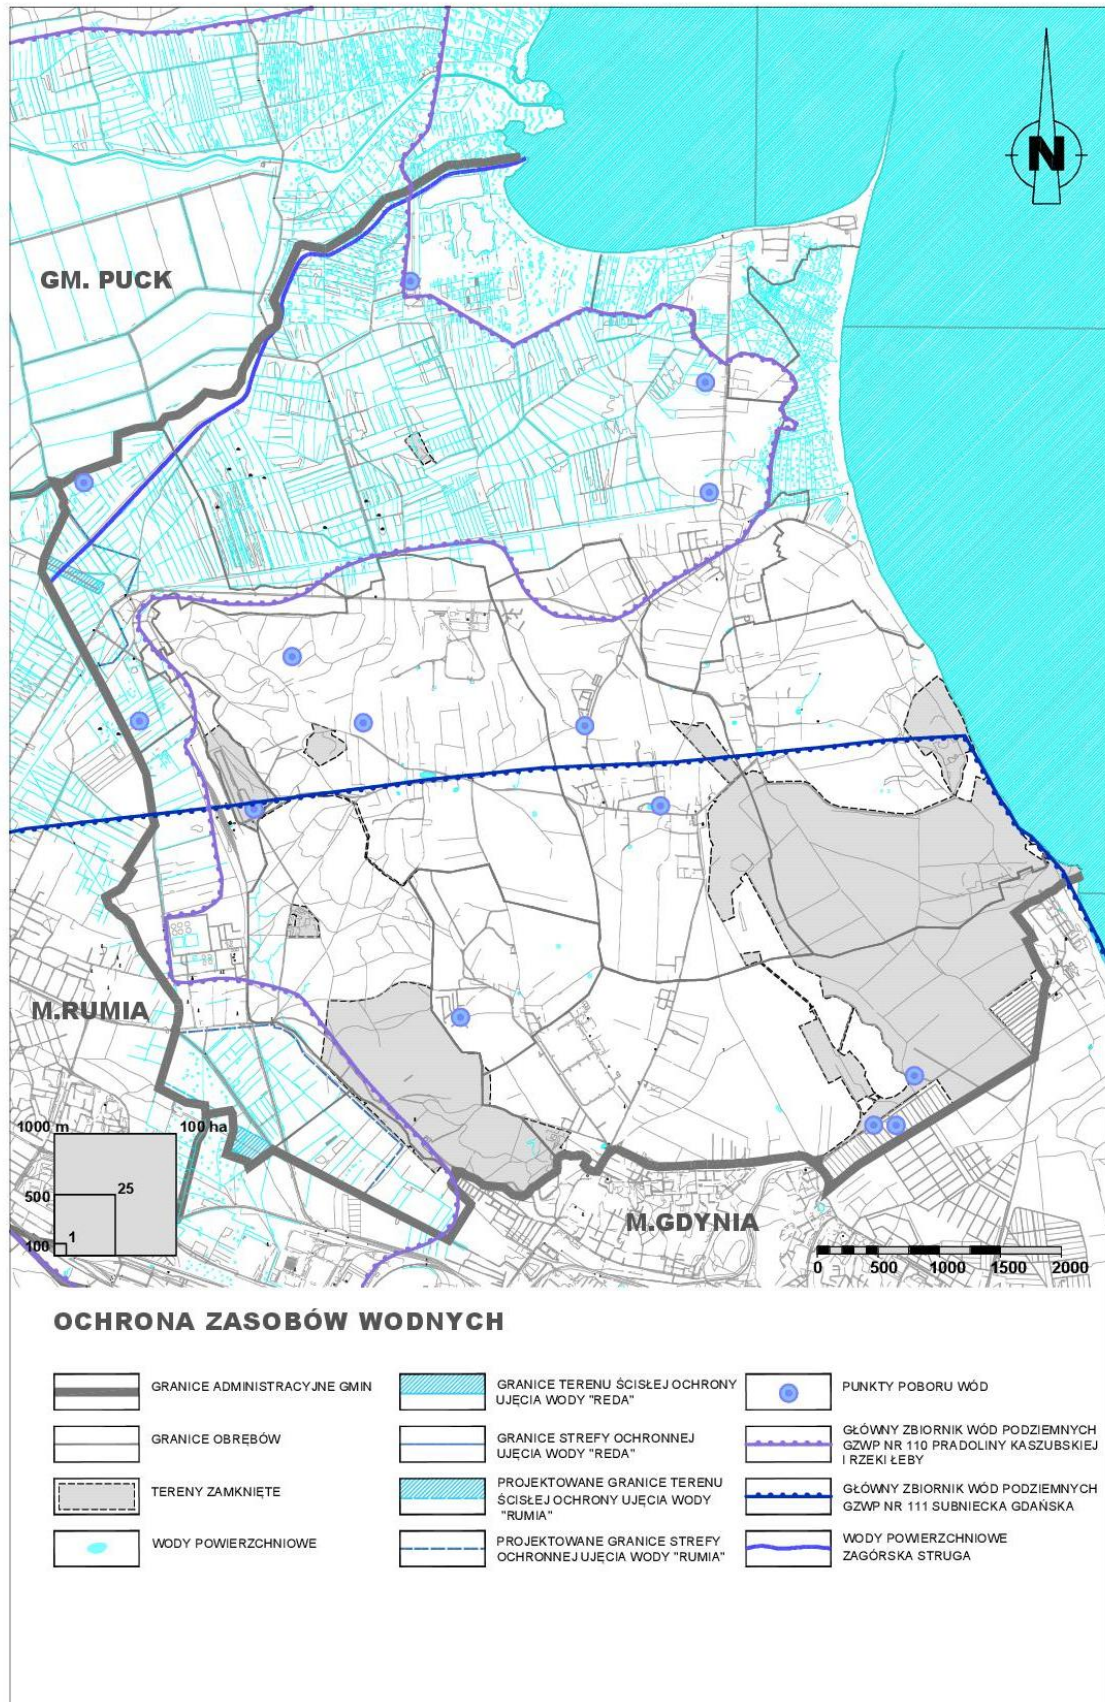 N
GM. PUCK
M.RUMIA
1000 m
100 ha
500
25
100
1
M.GDYNIA
0 500 1000 1500 2000
OCHRONA ZASOBÓW WODNYCH
GRANICE ADMINISTRACYJNE GMIN
GRANICE OBRĘBÓW
TERENY ZAMKNIĘTE
WODY POWIERZCHNIOWE
GRANICE TERENU ŚCISŁEJ OCHRONY
UJĘCIA WODY "REDA"
GRANICE STREFY OCHRONNEJ
UJĘCIA WODY "REDA"
PROJEKTOWANE GRANICE TERENU
ŚCISŁEJ OCHRONY UJĘCIA WODY
"RUMIA"
PROJEKTOWANE GRANICE STREFY
OCHRONNEJ UJĘCIA WODY "RUMIA"
PUNKTY POBORU WÓD
GŁÓWNY ZBIORNIK WÓD PODZIEMNYCH
GZWP NR 110 PRADOLINY KASZUBSKIEJ
I RZEKI ŁEBY
GŁÓWNY ZBIORNIK WÓD PODZIEMNYCH
GZWP NR 111 SUBNIECKA GDAŃSKA
WODY POWIERZCHNIOWE
ZAGÓRSKA STRUGA